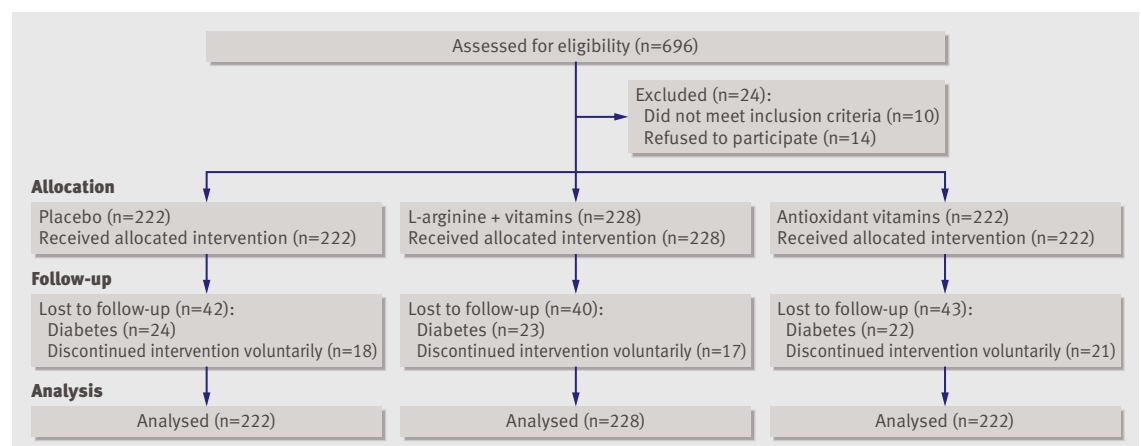 Assessed for eligibility (n=696)
Excluded (n=24):
Did not meet inclusion criteria (n=10)
Refused to participate (n=14)
Allocation
Placebo (n=222)
Received allocated intervention (n=222)
L-arginine + vitamins (n=228)
Received allocated intervention (n=228)
Antioxidant vitamins (n=222)
Received allocated intervention (n=222)
Follow-up
Lost to follow-up (n=42):
Diabetes (n=24)
Discontinued intervention voluntarily (n=18)
Lost to follow-up (n=40):
Diabetes (n=23)
Discontinued intervention voluntarily (n=17)
Lost to follow-up (n=43):
Diabetes (n=22)
Discontinued intervention voluntarily (n=21)
Analysis
Analysed (n=222)
Analysed (n=228)
Analysed (n=222)